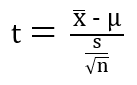 t = (x̄ - μ) / (s / √n)